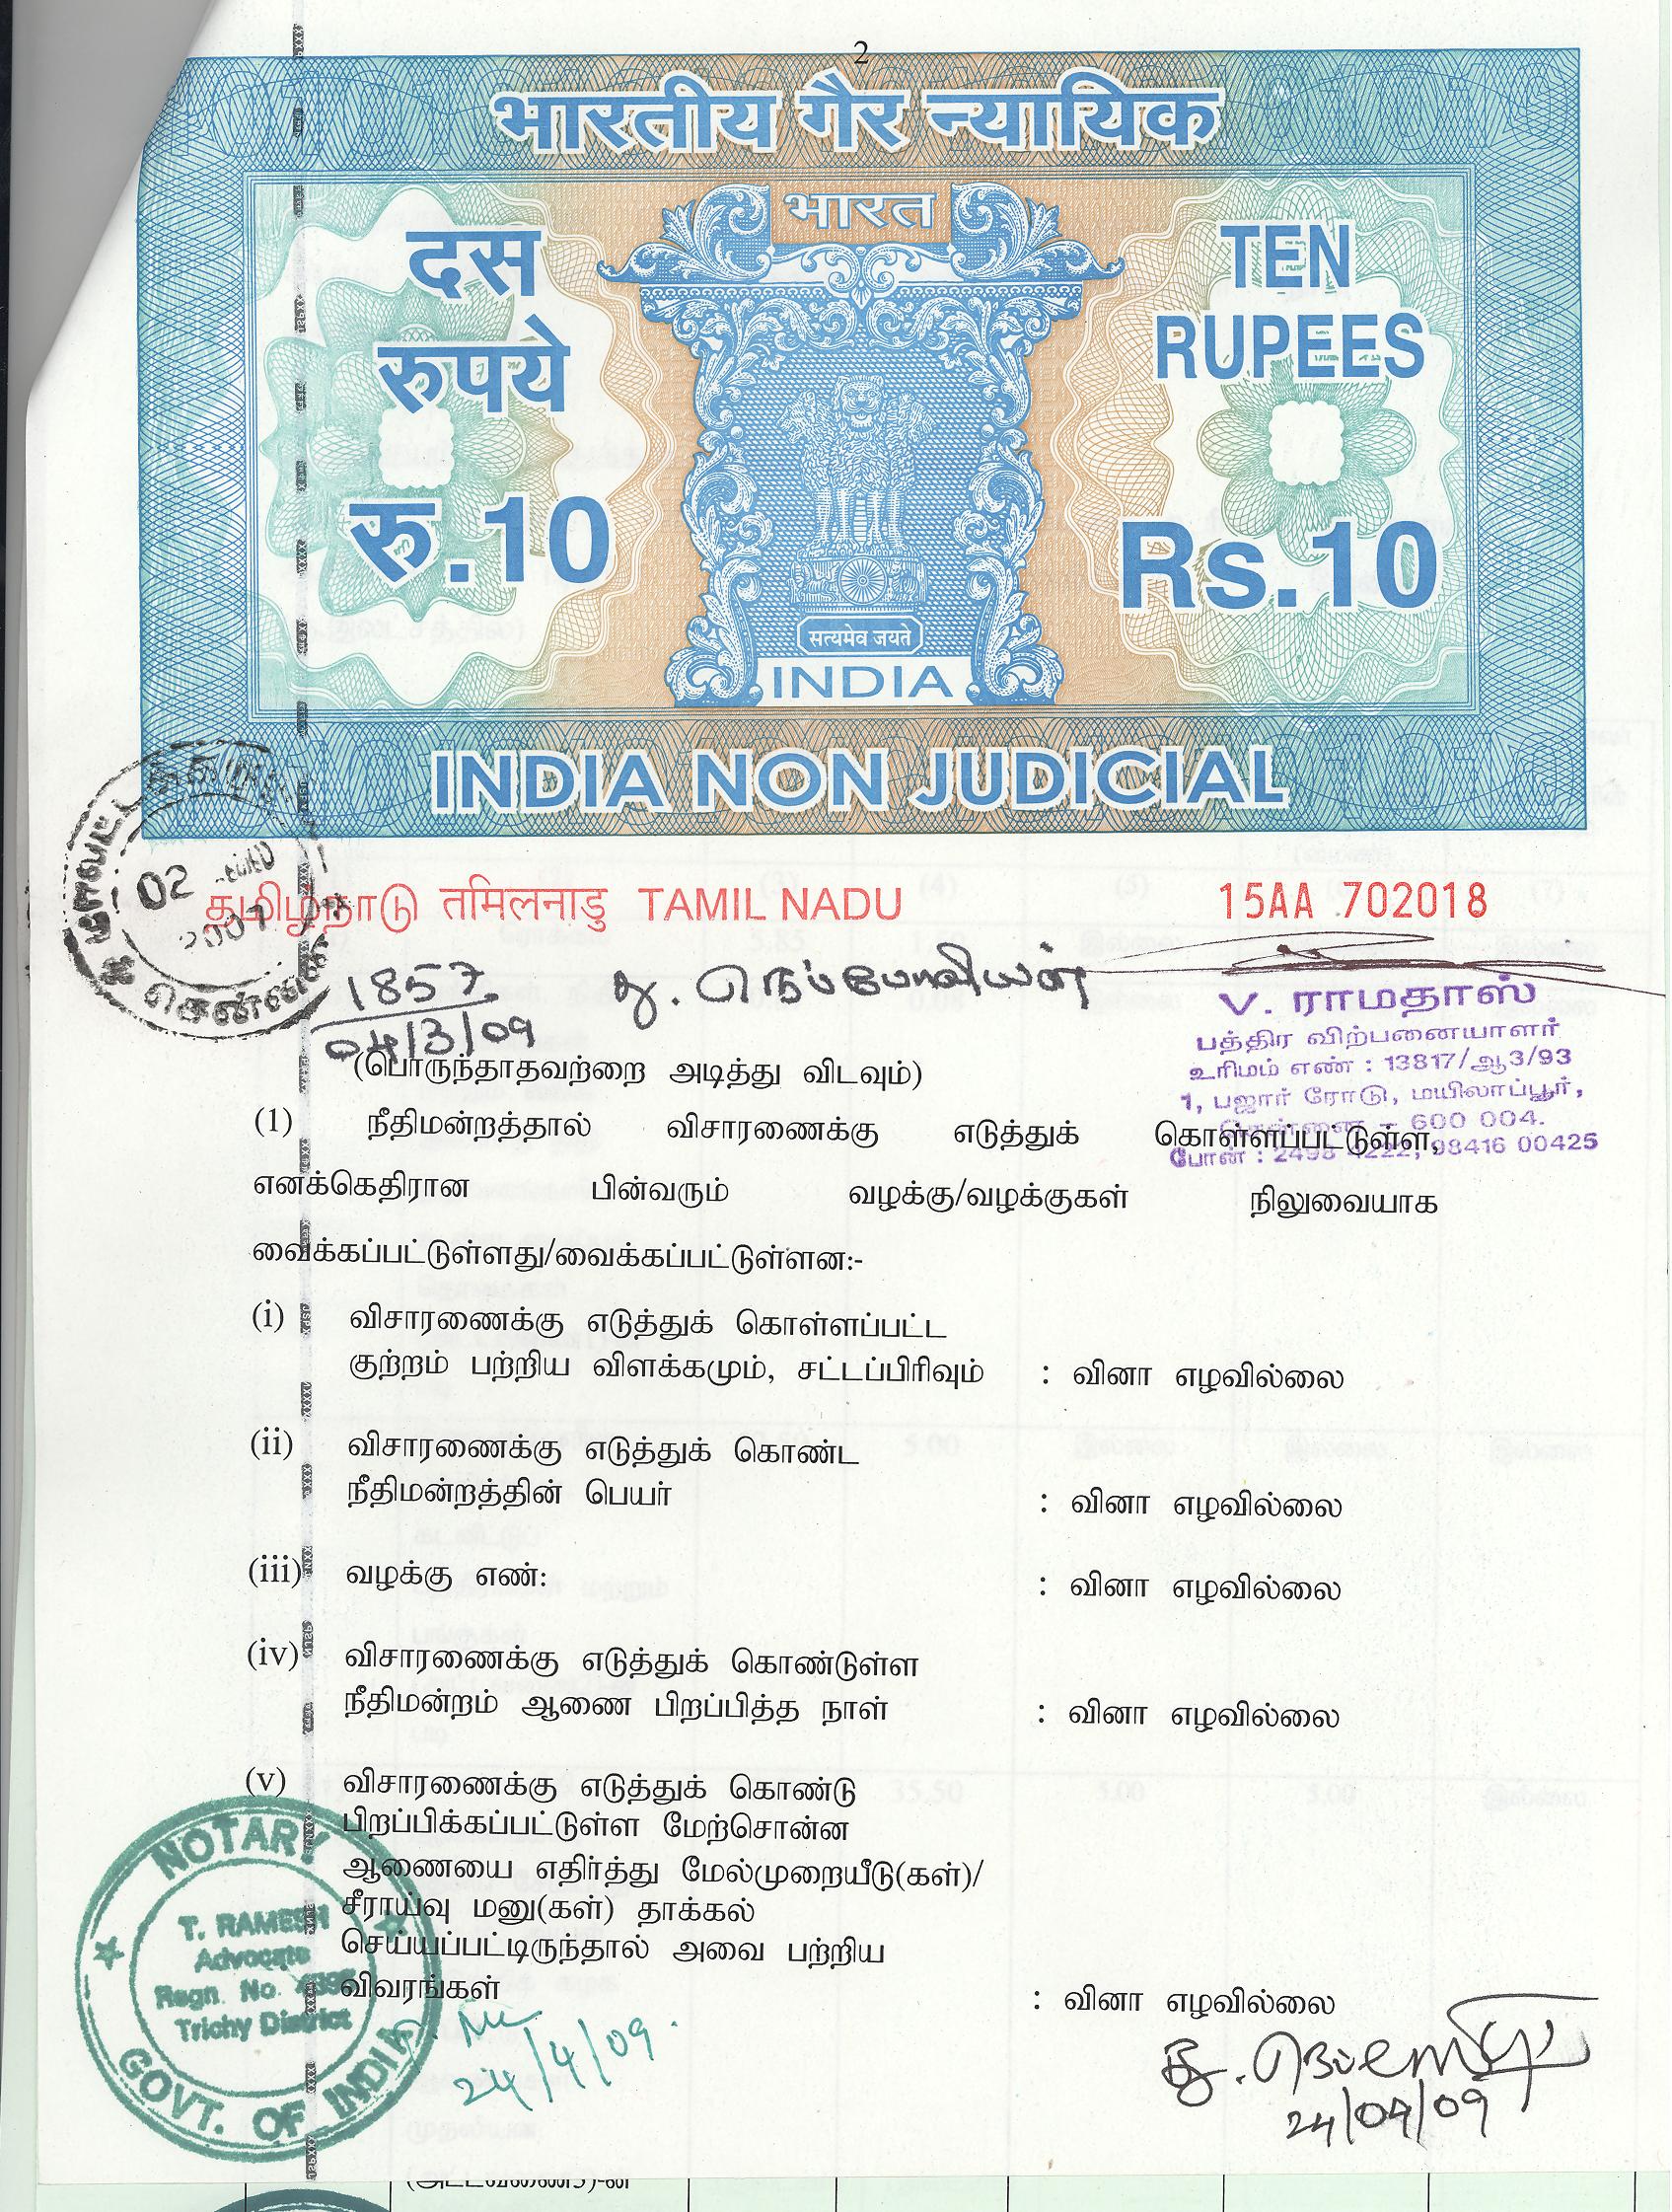 2
भारतीय गैर न्यायिक
भारत
दस
रुपये
रु.10
TEN
RUPEES
Rs.10
सत्यमेव जयते
INDIA
INDIA NON JUDICIAL
02
2007
சென்னை
தமிழ்நாடு तमिलनाडु TAMIL NADU 15AA 702018
1857
04/3/09
V. ராமதாஸ்
பத்திர விற்பனையாளர்
உரிமம் எண் : 13817/ஆ3/93
1, பஜார் ரோடு, மயிலாப்பூர்,
சென்னை - 600 004.
போன் : 2498 4222, 98416 00425
(பொருந்தாதவற்றை அடித்து விடவும்)
(1) நீதிமன்றத்தால் விசாரணைக்கு எடுத்துக் கொள்ளப்பட்டுள்ள,
எனக்கெதிரான பின்வரும் வழக்கு/வழக்குகள் நிலுவையாக
வைக்கப்பட்டுள்ளது/வைக்கப்பட்டுள்ளன:-
(i) விசாரணைக்கு எடுத்துக் கொள்ளப்பட்ட
குற்றம் பற்றிய விளக்கமும், சட்டப்பிரிவும் : வினா எழவில்லை
(ii) விசாரணைக்கு எடுத்துக் கொண்ட
நீதிமன்றத்தின் பெயர் : வினா எழவில்லை
(iii) வழக்கு எண்: : வினா எழவில்லை
(iv) விசாரணைக்கு எடுத்துக் கொண்டுள்ள
நீதிமன்றம் ஆணை பிறப்பித்த நாள் : வினா எழவில்லை
(v) விசாரணைக்கு எடுத்துக் கொண்டு
பிறப்பிக்கப்பட்டுள்ள மேற்சொன்ன
ஆணையை எதிர்த்து மேல்முறையீடு(கள்)/
சீராய்வு மனு(கள்) தாக்கல்
செய்யப்பட்டிருந்தால் அவை பற்றிய
விவரங்கள் : வினா எழவில்லை
NOTARY
T. RAMESH
Advocate
Regn. No.
Trichy District
GOVT. OF INDIA
24/4/09
24/04/09